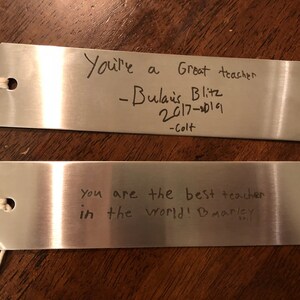 You're a Great teacher
- Blitz
2017-2019
-Colt
you are the best teacher
in the world!